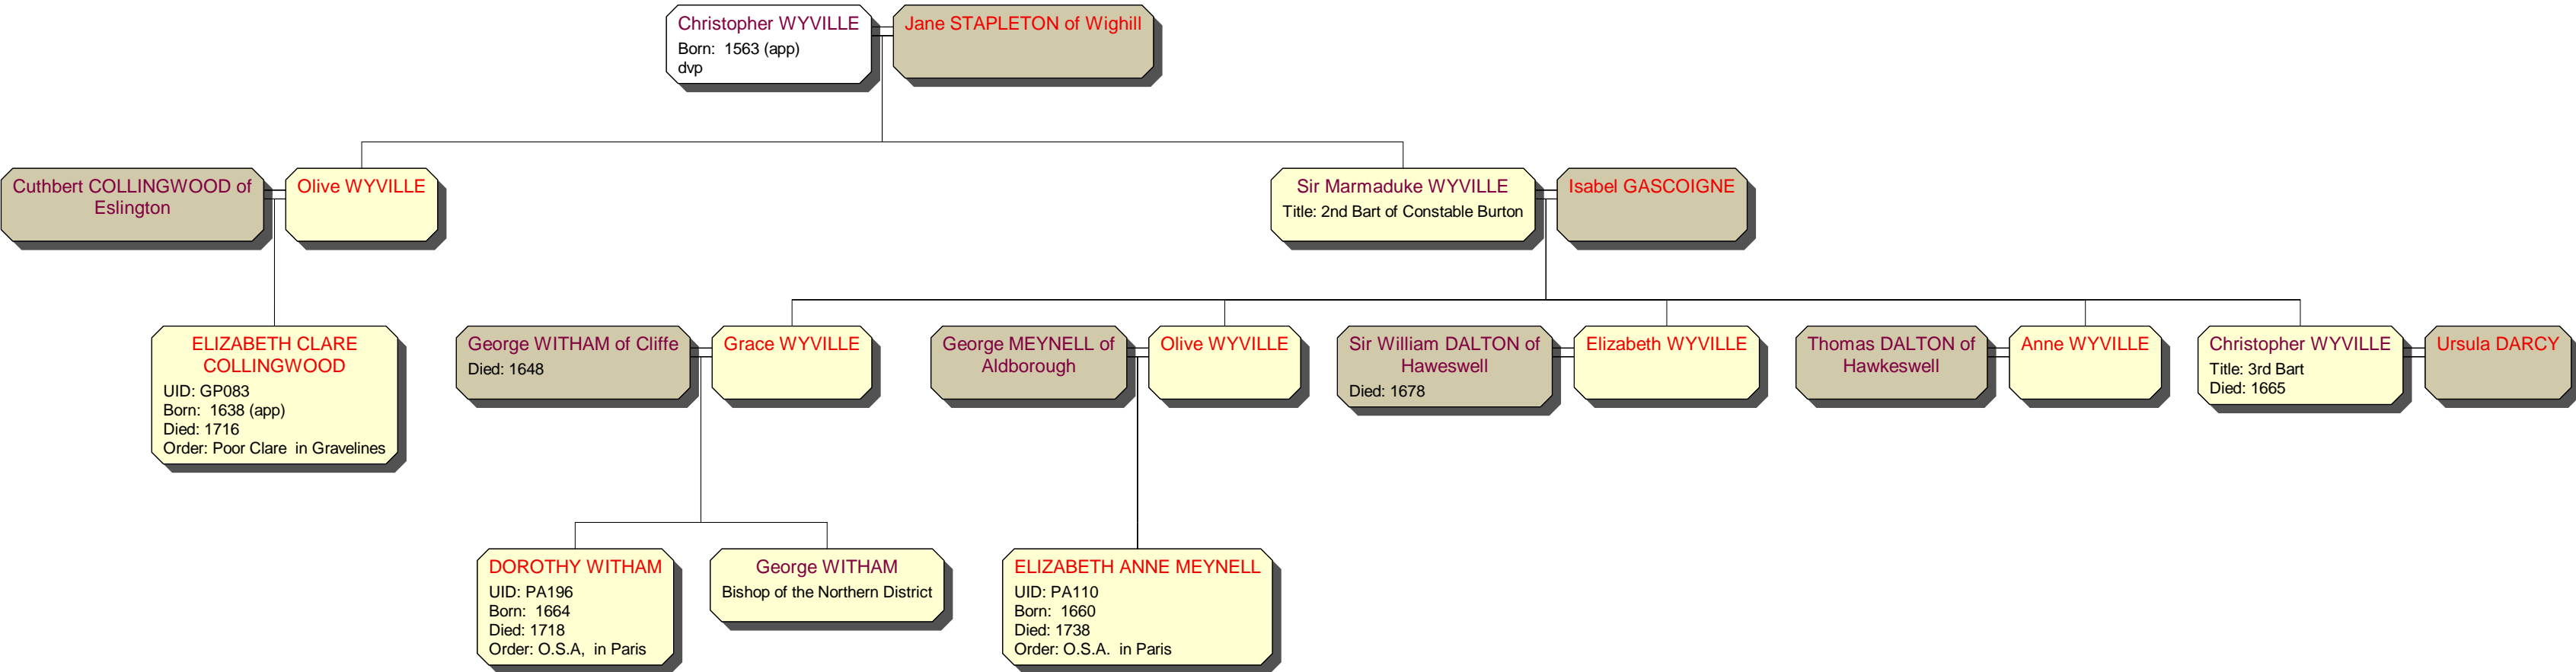 Christopher WYVILLE
Born:  1563 (app)
dvp
Jane STAPLETON of Wighill
Cuthbert COLLINGWOOD of
Eslington
Olive WYVILLE
Sir Marmaduke WYVILLE
Title: 2nd Bart of Constable Burton
Isabel GASCOIGNE
ELIZABETH CLARE
COLLINGWOOD
UID: GP083
Born:  1638 (app)
Died: 1716
Order: Poor Clare  in Gravelines
George WITHAM of Cliffe
Died: 1648
Grace WYVILLE
George MEYNELL of
Aldborough
Olive WYVILLE
Sir William DALTON of
Haweswell
Died: 1678
Elizabeth WYVILLE
Thomas DALTON of
Hawkeswell
Anne WYVILLE
Christopher WYVILLE
Title: 3rd Bart
Died: 1665
Ursula DARCY
DOROTHY WITHAM
UID: PA196
Born:  1664
Died: 1718
Order: O.S.A,  in Paris
George WITHAM
Bishop of the Northern District
ELIZABETH ANNE MEYNELL
UID: PA110
Born:  1660
Died: 1738
Order: O.S.A.  in Paris